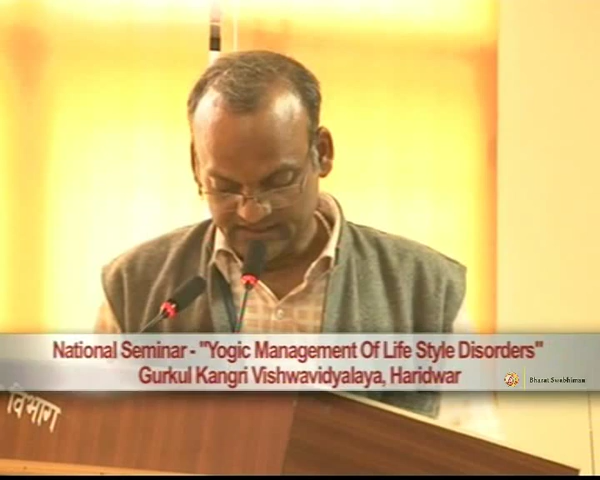 National Seminar - "Yogic Management Of Life Style Disorders"
Gurkul Kangri Vishwavidyalaya, Haridwar
Bharat Swabhiman
विभाग